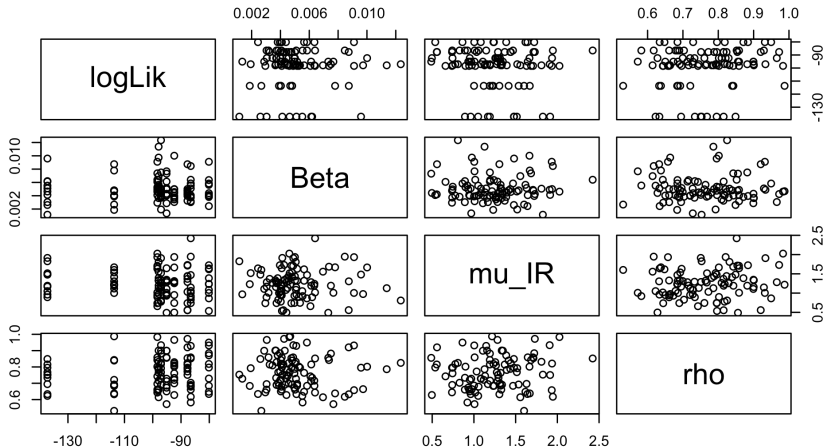 0.002 0.006 0.010
0.6 0.7 0.8 0.9 1.0
logLik
-130 -90
0.002 0.010
Beta
mu_IR
0.5 1.5 2.5
0.6 0.8 1.0
rho
-130 -110 -90
0.5 1.0 1.5 2.0 2.5